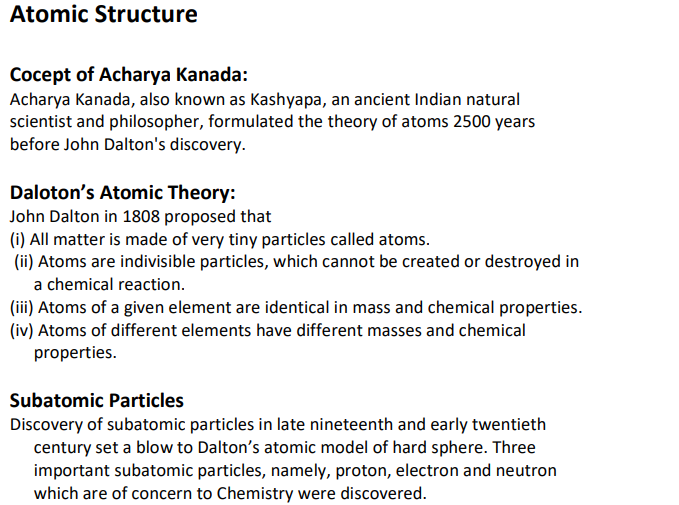 Atomic Structure
Cocept of Acharya Kanada:
Acharya Kanada, also known as Kashyapa, an ancient Indian natural
scientist and philosopher, formulated the theory of atoms 2500 years
before John Dalton's discovery.
Daloton’s Atomic Theory:
John Dalton in 1808 proposed that
(i) All matter is made of very tiny particles called atoms.
(ii) Atoms are indivisible particles, which cannot be created or destroyed in
a chemical reaction.
(iii) Atoms of a given element are identical in mass and chemical properties.
(iv) Atoms of different elements have different masses and chemical
properties.
Subatomic Particles
Discovery of subatomic particles in late nineteenth and early twentieth
century set a blow to Dalton’s atomic model of hard sphere. Three
important subatomic particles, namely, proton, electron and neutron
which are of concern to Chemistry were discovered.